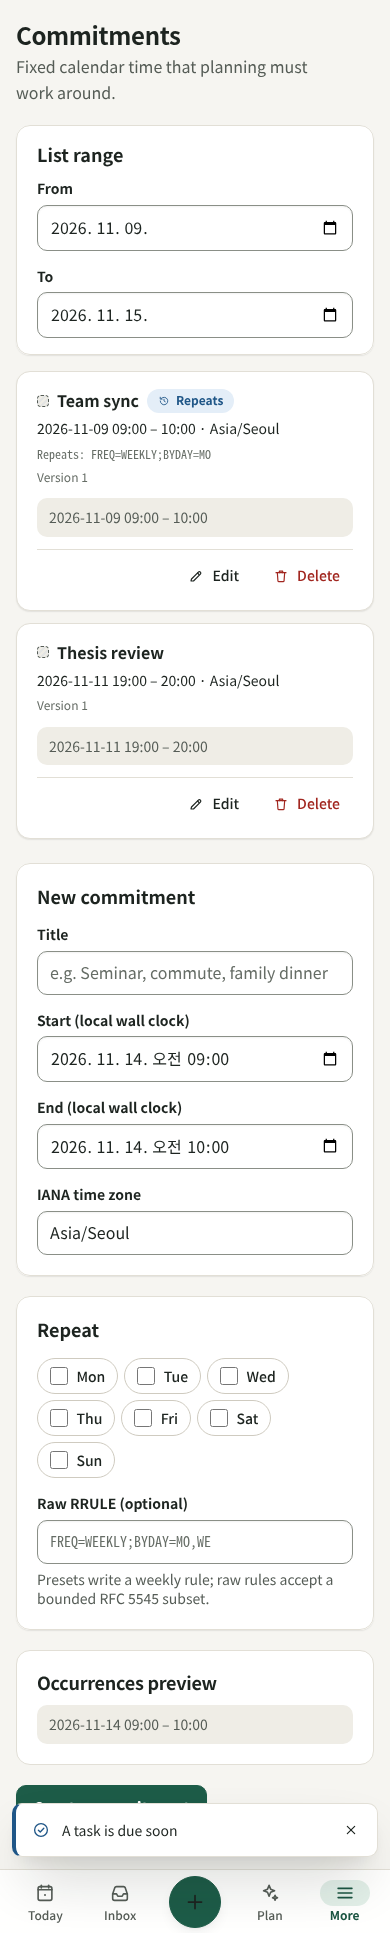 Commitments
Fixed calendar time that planning must
work around.
List range
From
2026. 11. 09.
To
2026. 11. 15.
Team sync Repeats
2026-11-09 09:00 – 10:00 · Asia/Seoul
Repeats: FREQ=WEEKLY;BYDAY=MO
Version 1
2026-11-09 09:00 – 10:00
Edit Delete
Thesis review
2026-11-11 19:00 – 20:00 · Asia/Seoul
Version 1
2026-11-11 19:00 – 20:00
Edit Delete
New commitment
Title
e.g. Seminar, commute, family dinner
Start (local wall clock)
2026. 11. 14. 오전 09:00
End (local wall clock)
2026. 11. 14. 오전 10:00
IANA time zone
Asia/Seoul
Repeat
Mon Tue Wed
Thu Fri Sat
Sun
Raw RRULE (optional)
FREQ=WEEKLY;BYDAY=MO,WE
Presets write a weekly rule; raw rules accept a
bounded RFC 5545 subset.
Occurrences preview
2026-11-14 09:00 – 10:00
A task is due soon
Today Inbox Plan More